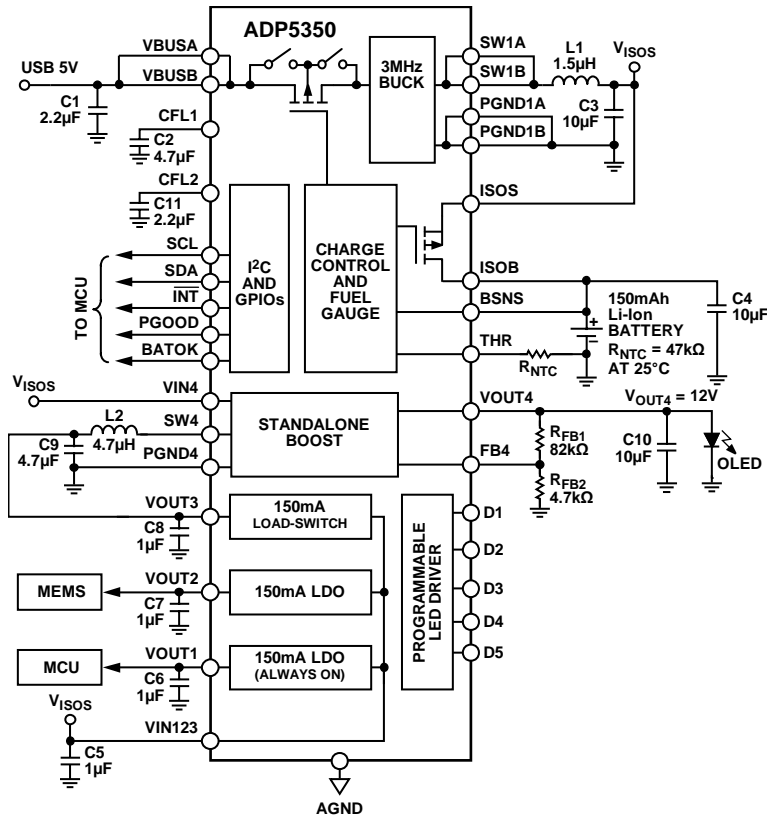 ADP5350
USB 5V
VBUSA
VBUSB
C1
2.2µF
CFL1
C2
4.7µF
CFL2
C11
2.2µF
3MHz
BUCK
SW1A
SW1B
PGND1A
PGND1B
L1
1.5µH
VISOS
C3
10µF
TO MCU
SCL
SDA
INT
PGOOD
BATOK
I2C
AND
GPIOs
CHARGE
CONTROL
AND
FUEL
GAUGE
ISOS
ISOB
BSNS
THR
RNTC
150mAh
Li-Ion
BATTERY
RNTC = 47kΩ
AT 25°C
+
–
C4
10µF
VISOS
VIN4
SW4
L2
4.7µH
C9
4.7µF
PGND4
STANDALONE
BOOST
VOUT4
FB4
RFB1
82kΩ
RFB2
4.7kΩ
VOUT4 = 12V
C10
10µF
OLED
VOUT3
C8
1µF
150mA
LOAD-SWITCH
MEMS
VOUT2
C7
1µF
150mA LDO
MCU
VOUT1
C6
1µF
150mA LDO
(ALWAYS ON)
PROGRAMMABLE
LED DRIVER
D1
D2
D3
D4
D5
VISOS
VIN123
C5
1µF
AGND